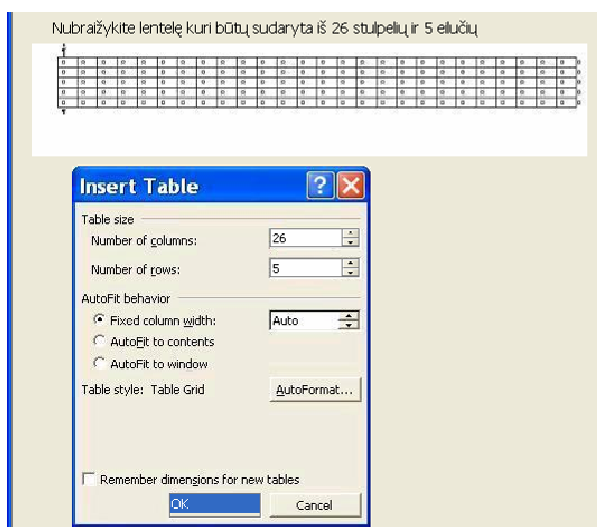 Nubraižykite lentelę kuri būtų sudaryta iš 26 stulpelių ir 5 eilučių
Insert Table
Table size
Number of columns: 26
Number of rows: 5
AutoFit behavior
Fixed column width: Auto
AutoFit to contents
AutoFit to window
Table style: Table Grid AutoFormat...
Remember dimensions for new tables
OK Cancel